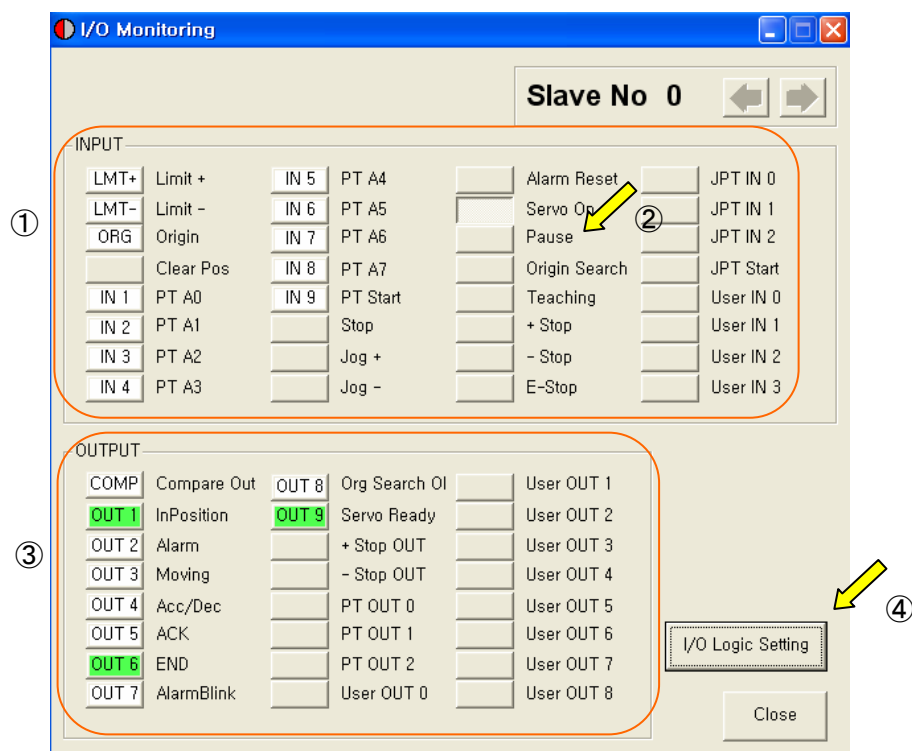 I/O Monitoring
Slave No 0
INPUT
①
②
LMT+ Limit + IN 5 PT A4 Alarm Reset JPT IN 0
LMT- Limit - IN 6 PT A5 Servo On JPT IN 1
ORG Origin IN 7 PT A6 Pause JPT IN 2
Clear Pos IN 8 PT A7 Origin Search JPT Start
IN 1 PT A0 IN 9 PT Start Teaching User IN 0
IN 2 PT A1 Stop + Stop User IN 1
IN 3 PT A2 Jog + - Stop User IN 2
IN 4 PT A3 Jog - E-Stop User IN 3
OUTPUT
③
COMP Compare Out OUT 8 Org Search Ol User OUT 1
OUT 1 InPosition OUT 9 Servo Ready User OUT 2
OUT 2 Alarm + Stop OUT User OUT 3
OUT 3 Moving - Stop OUT User OUT 4
OUT 4 Acc/Dec PT OUT 0 User OUT 5
OUT 5 ACK PT OUT 1 User OUT 6
OUT 6 END PT OUT 2 User OUT 7
OUT 7 AlarmBlink User OUT 0 User OUT 8
④
I/O Logic Setting
Close